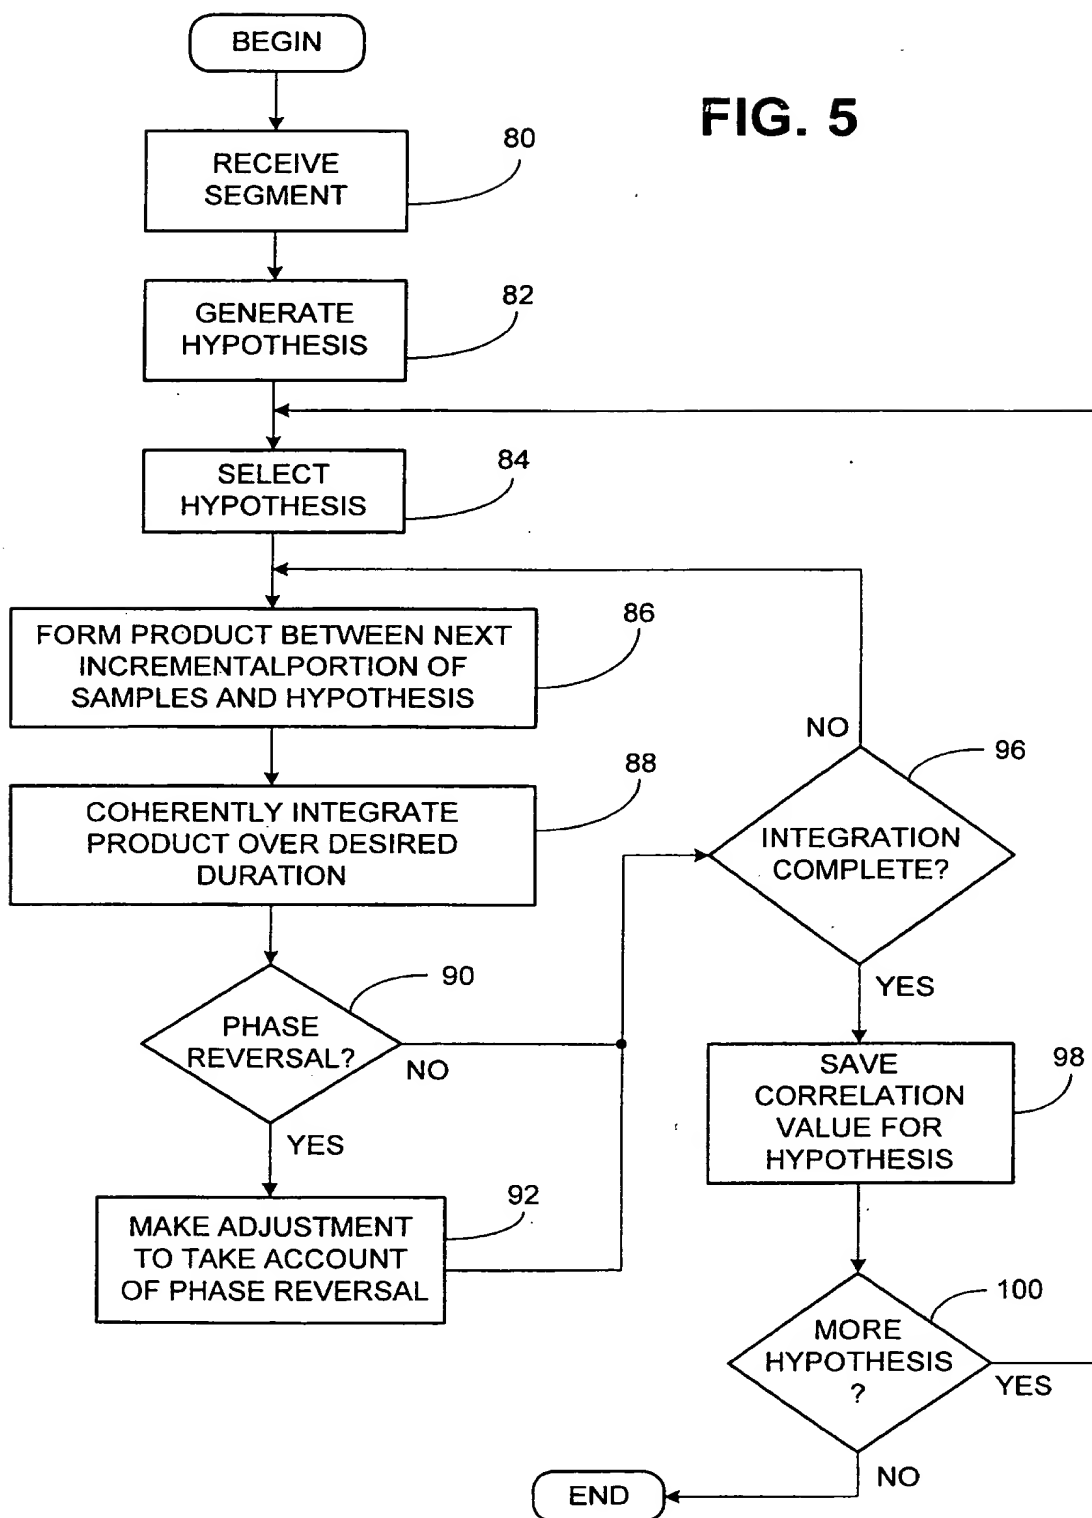 BEGIN
FIG. 5
RECEIVE
SEGMENT
80
GENERATE
HYPOTHESIS
82
SELECT
HYPOTHESIS
84
FORM PRODUCT BETWEEN NEXT
INCREMENTALPORTION OF
SAMPLES AND HYPOTHESIS
86
COHERENTLY INTEGRATE
PRODUCT OVER DESIRED
DURATION
88
PHASE
REVERSAL?
90
NO
YES
MAKE ADJUSTMENT
TO TAKE ACCOUNT
OF PHASE REVERSAL
92
NO
INTEGRATION
COMPLETE?
96
YES
SAVE
CORRELATION
VALUE FOR
HYPOTHESIS
98
MORE
HYPOTHESIS
?
100
YES
NO
END